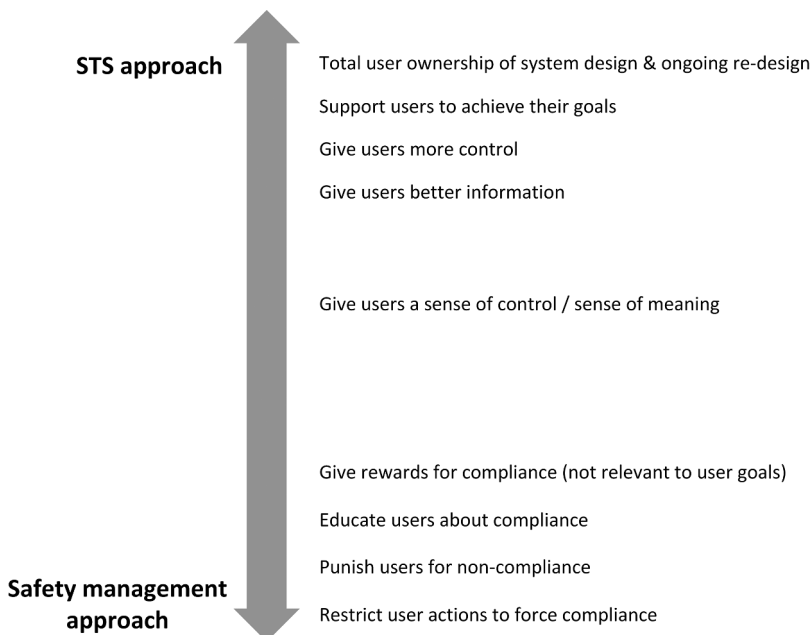 STS approach
Total user ownership of system design & ongoing re-design
Support users to achieve their goals
Give users more control
Give users better information
Give users a sense of control / sense of meaning
Give rewards for compliance (not relevant to user goals)
Educate users about compliance
Punish users for non-compliance
Safety management
approach
Restrict user actions to force compliance